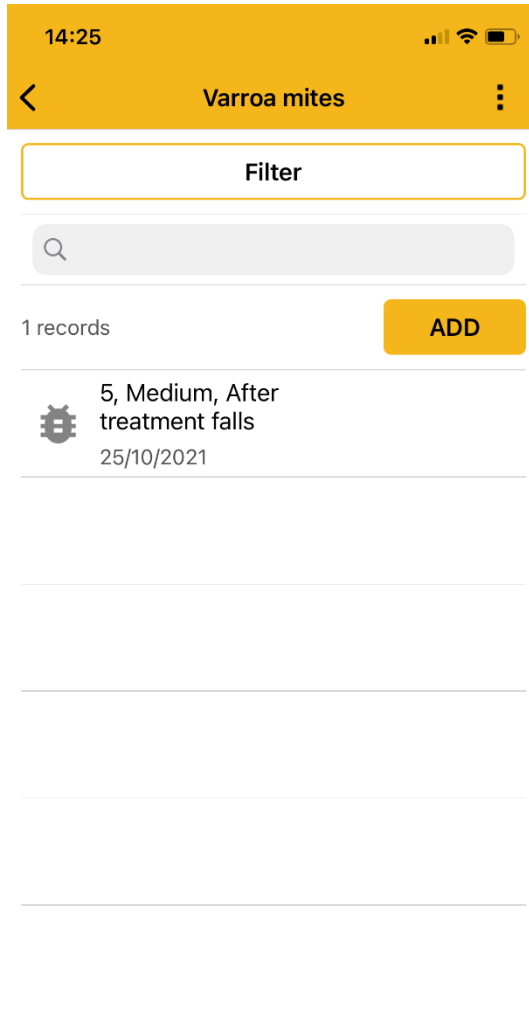 14:25
Varroa mites
Filter
1 records
ADD
5, Medium, After
treatment falls
25/10/2021